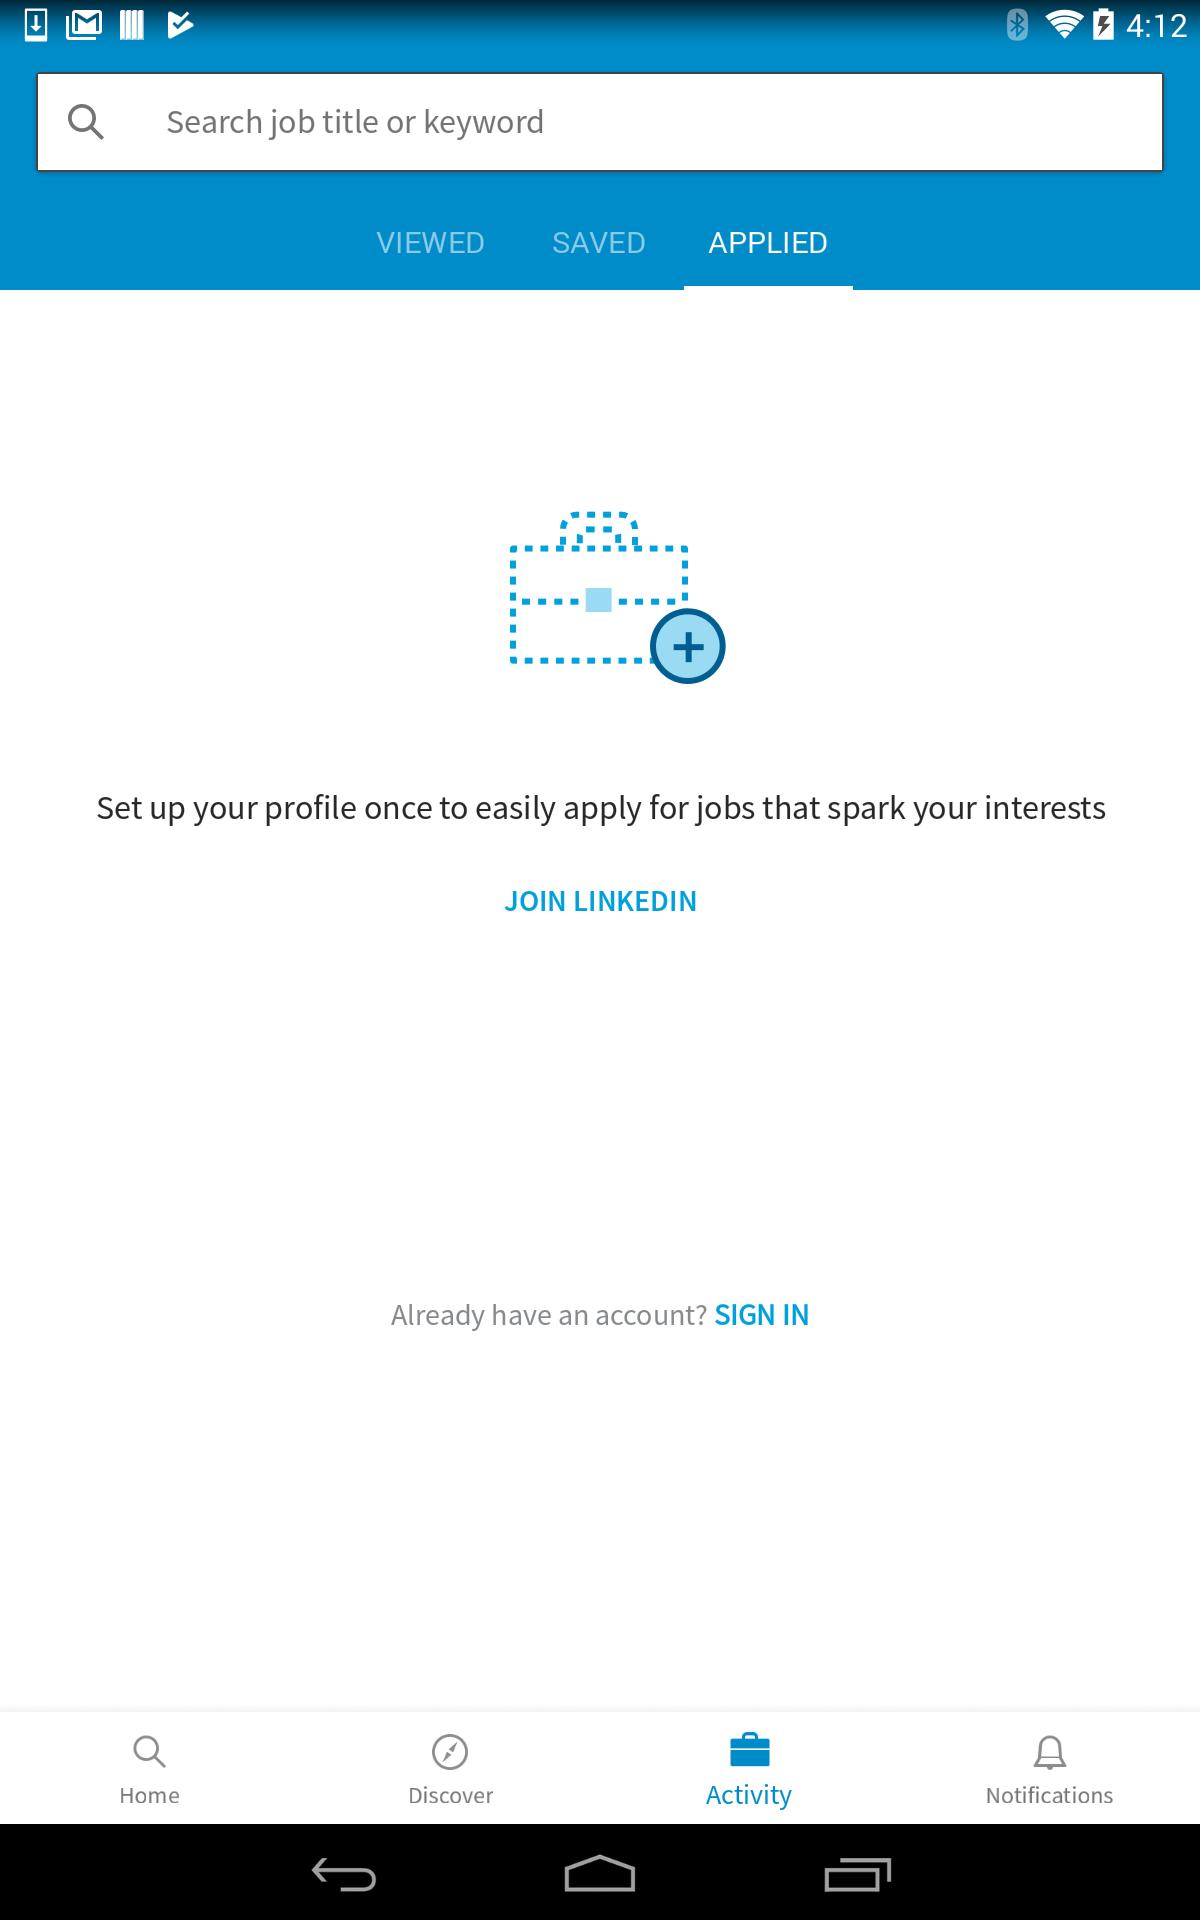 4:12
Search job title or keyword
VIEWED SAVED APPLIED
Set up your profile once to easily apply for jobs that spark your interests
JOIN LINKEDIN
Already have an account? SIGN IN
Home Discover Activity Notifications